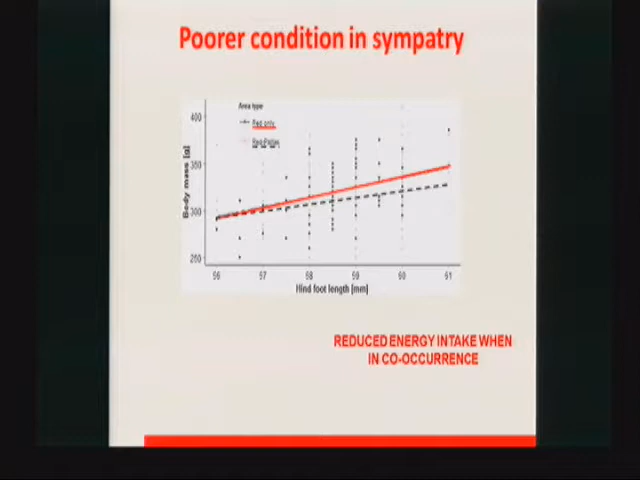 Poorer condition in sympatry
Area type
Red only
400
350
300
250
Body mass [g]
56 57 58 59 60 61
Hind foot length [mm]
REDUCED ENERGY INTAKE WHEN
IN CO-OCCURRENCE